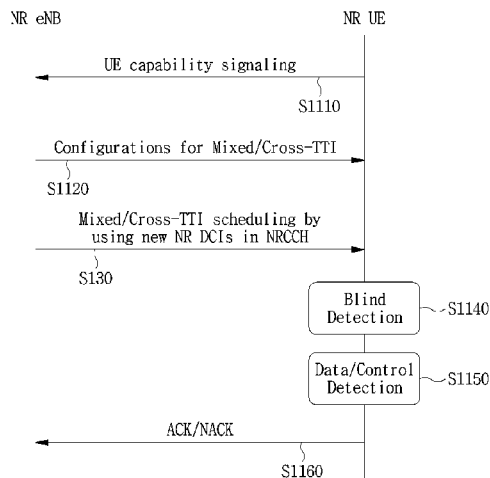 NR eNB
NR UE
UE capability signaling
S1110
Configurations for Mixed/Cross-TTI
S1120
Mixed/Cross-TTI scheduling by
using new NR DCIs in NRCCH
S130
Blind
Detection
S1140
Data/Control
Detection
S1150
ACK/NACK
S1160